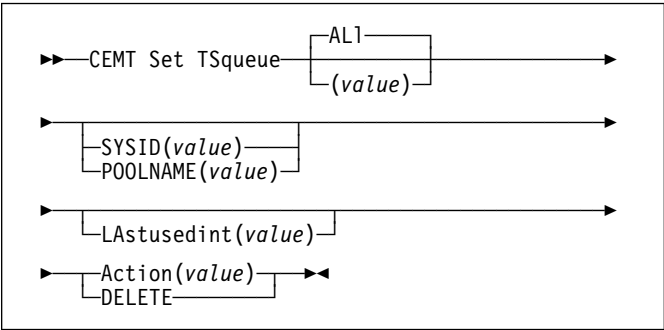 ALl
CEMT Set TSqueue
(value)
SYSID(value)
POOLNAME(value)
LAstusedint(value)
Action(value)
DELETE